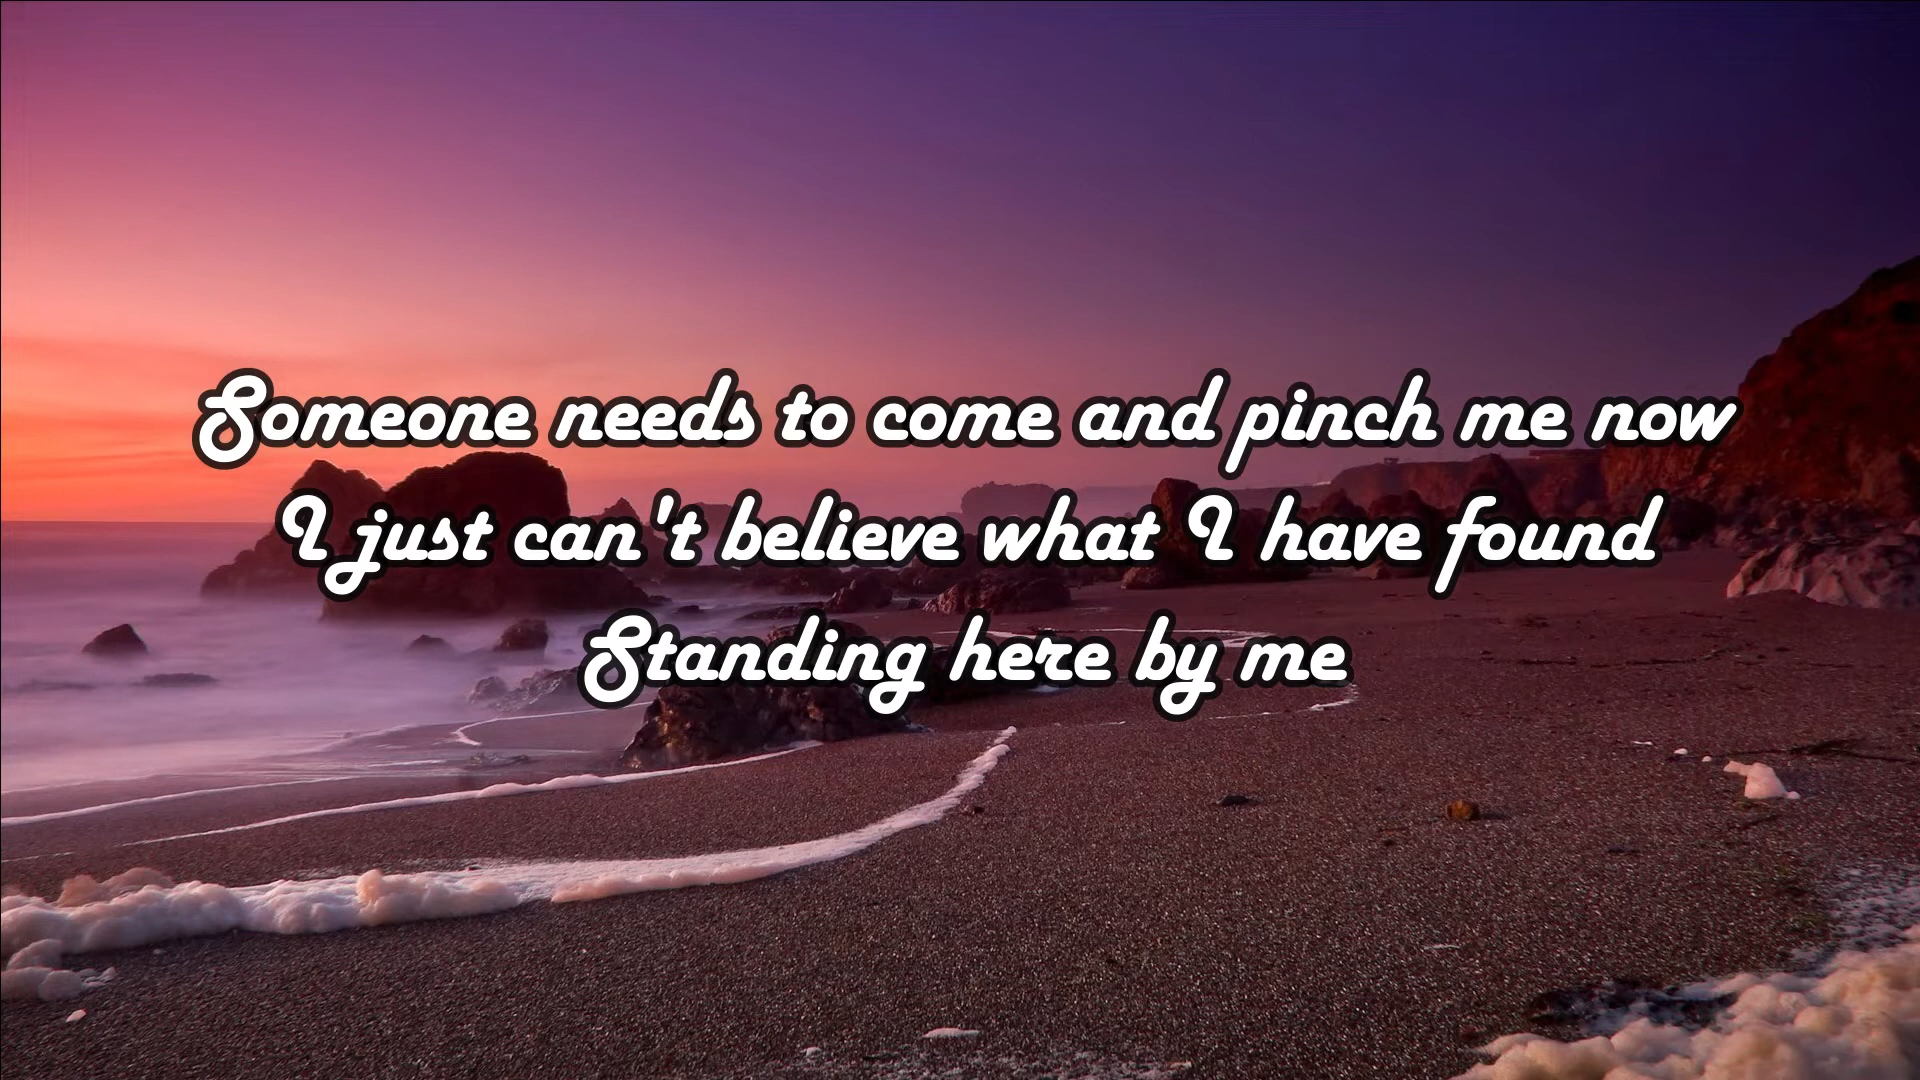 Someone needs to come and pinch me now
I just can't believe what I have found
Standing here by me